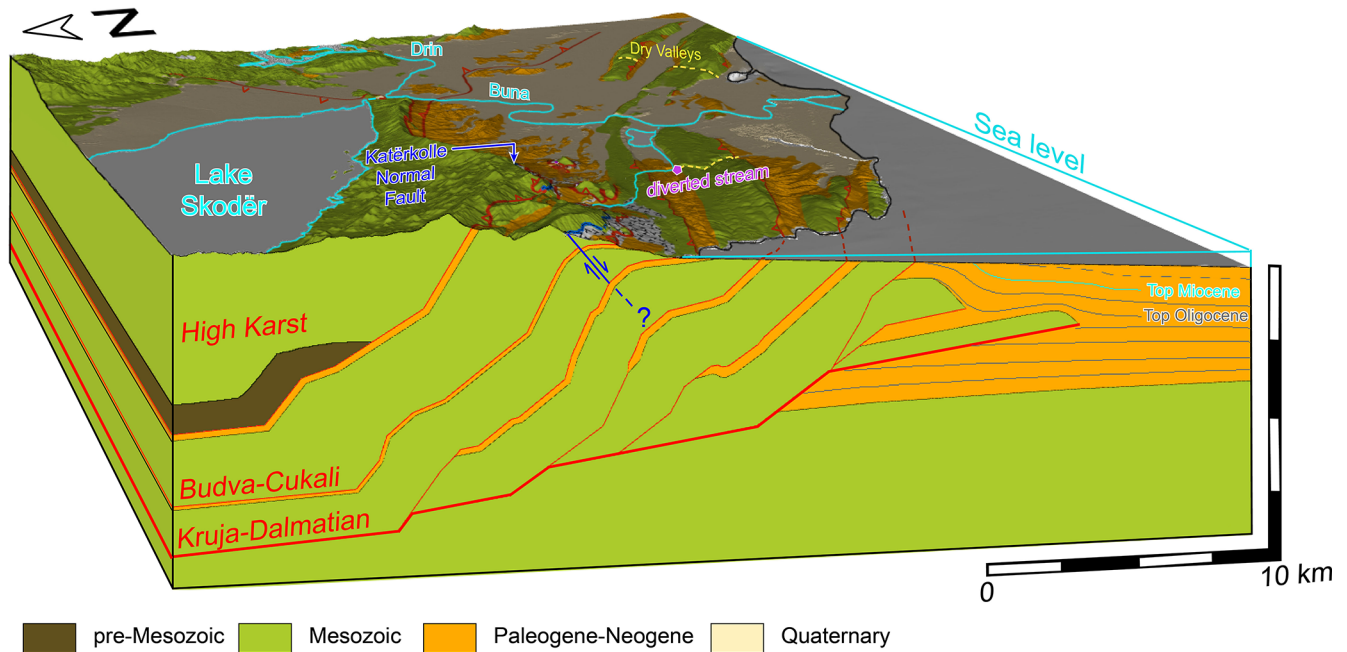 N
Drin
Dry Valleys
Buna
Sea level
Katërkolle
Normal
Fault
Lake
Skodër
diverted stream
?
High Karst
Top Miocene
Top Oligocene
Budva-Cukali
Kruja-Dalmatian
0
10 km
pre-Mesozoic
Mesozoic
Paleogene-Neogene
Quaternary